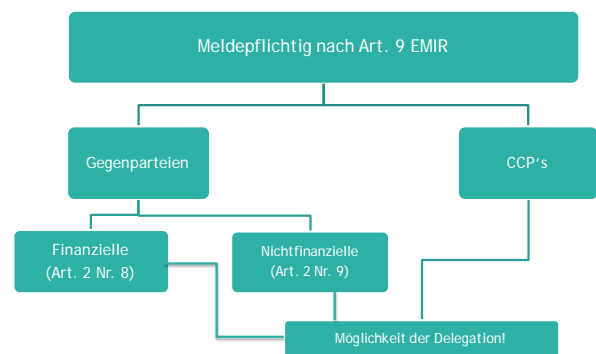 Meldepflichtig nach Art. 9 EMIR
Gegenparteien
CCP's
Finanzielle
(Art. 2 Nr. 8)
Nichtfinanzielle
(Art. 2 Nr. 9)
Möglichkeit der Delegation!